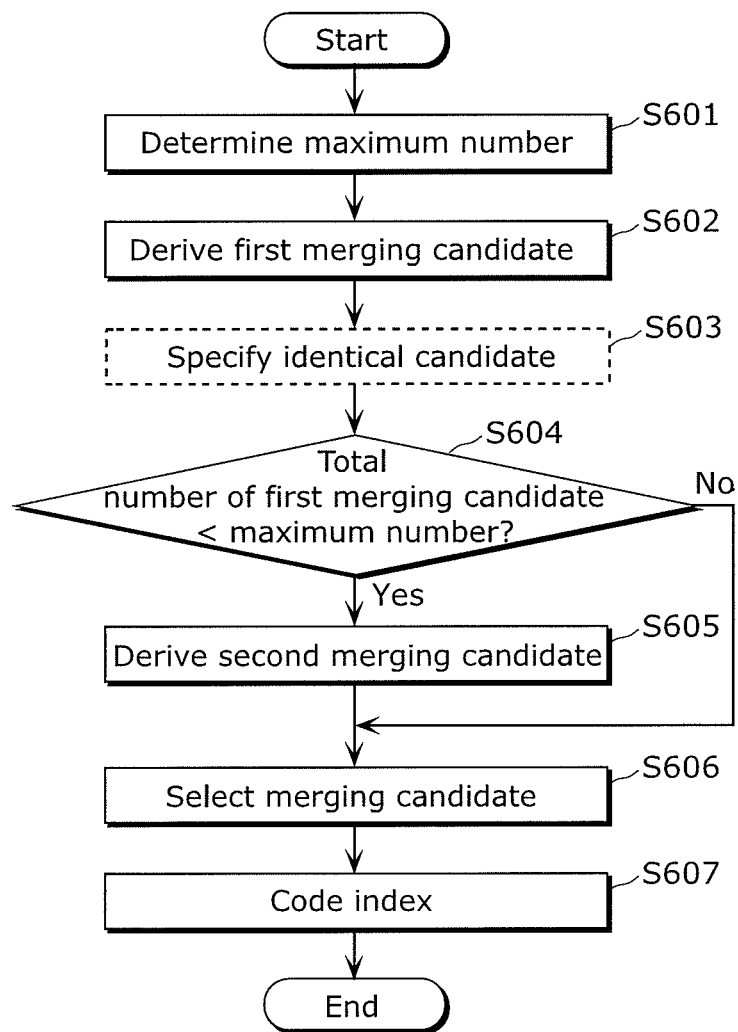 Start
S601
Determine maximum number
S602
Derive first merging candidate
S603
Specify identical candidate
S604
Total
number of first merging candidate
< maximum number?
No
Yes
S605
Derive second merging candidate
S606
Select merging candidate
S607
Code index
End